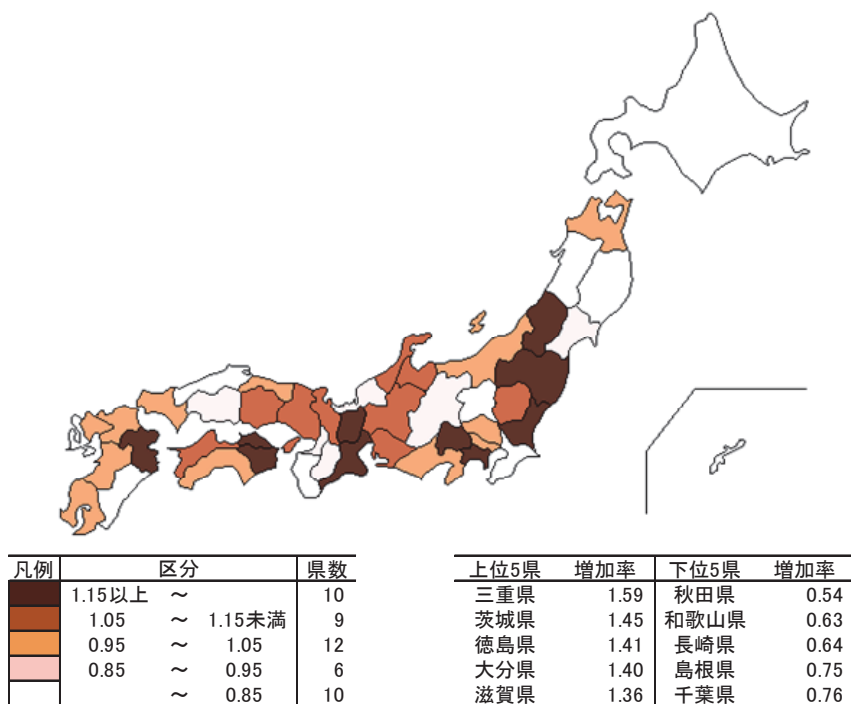 凡例 区分 県数
1.15以上 ～ 10
1.05 ～ 1.15未満 9
0.95 ～ 1.05 12
0.85 ～ 0.95 6
～ 0.85 10
上位5県 増加率 下位5県 増加率
三重県 1.59 秋田県 0.54
茨城県 1.45 和歌山県 0.63
徳島県 1.41 長崎県 0.64
大分県 1.40 島根県 0.75
滋賀県 1.36 千葉県 0.76